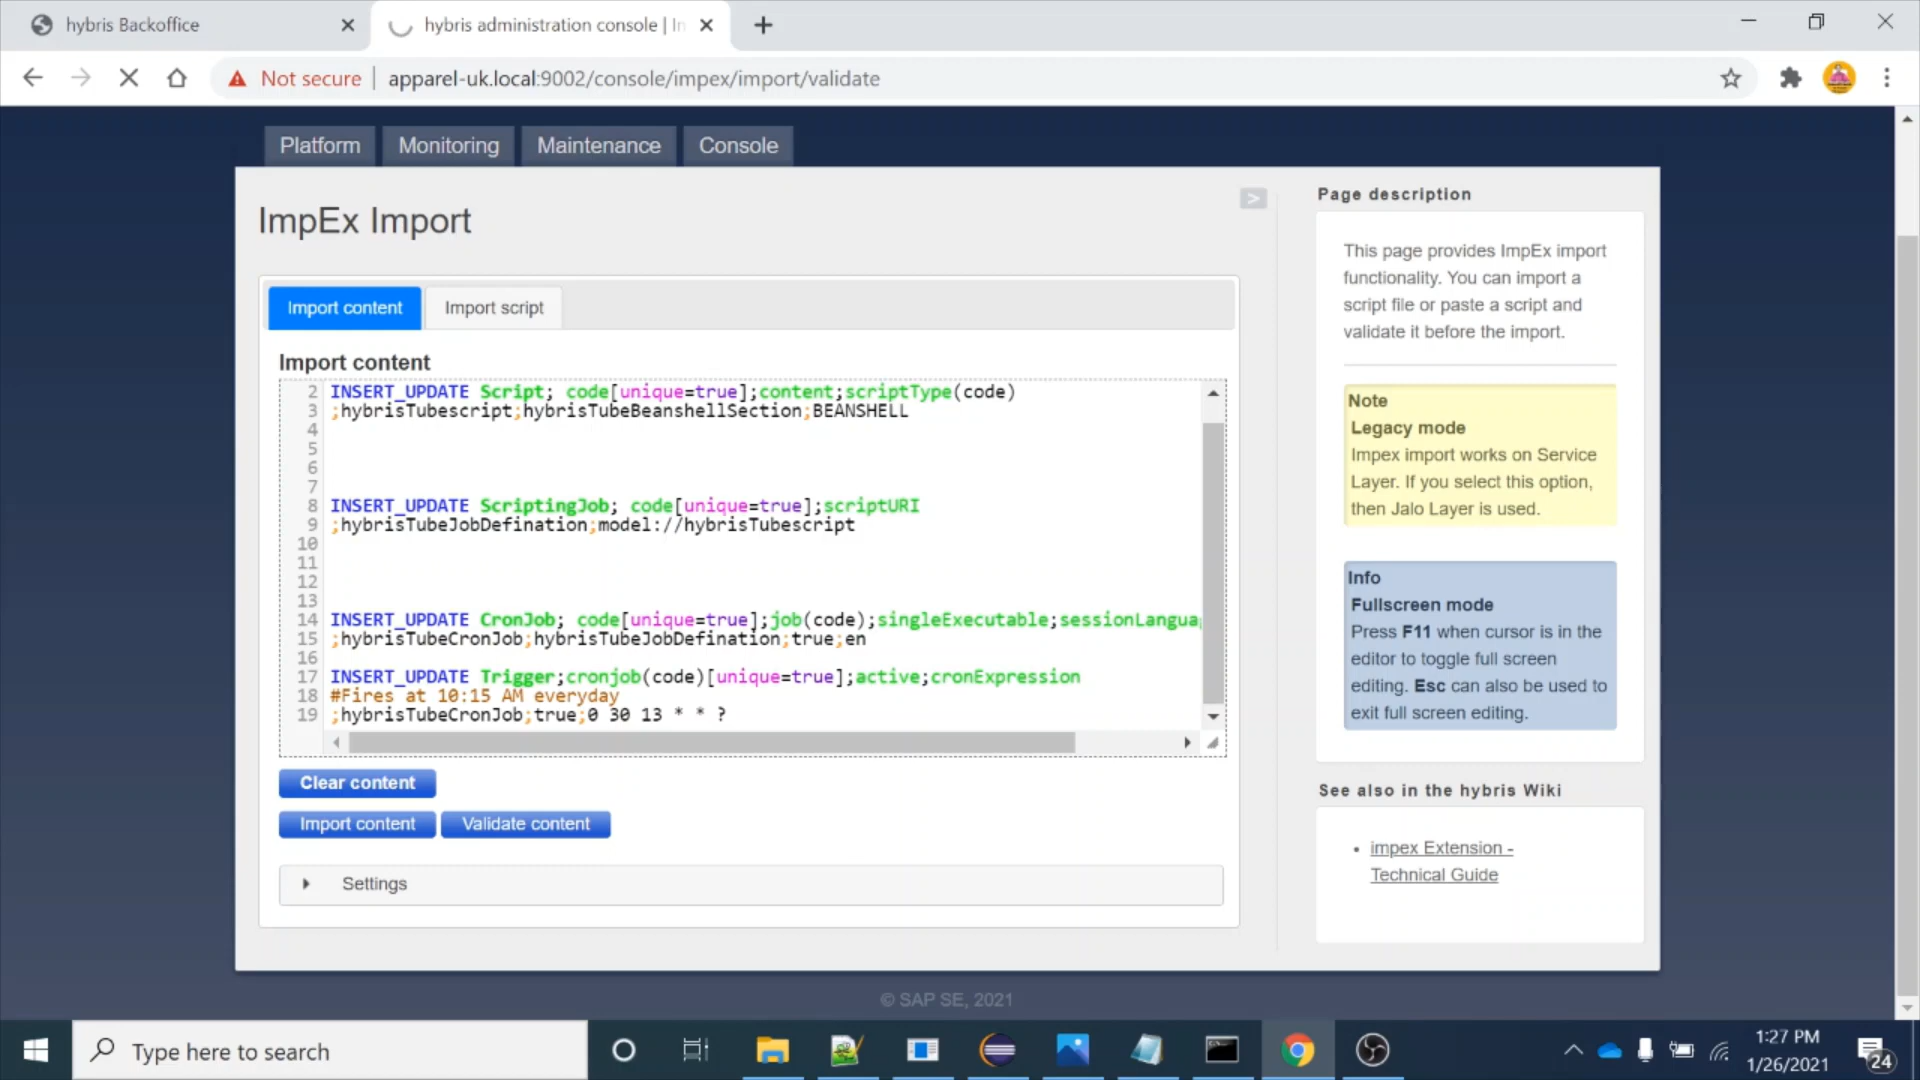 hybris Backoffice
hybris administration console | In
Not secure
apparel-uk.local:9002/console/impex/import/validate
Platform
Monitoring
Maintenance
Console
ImpEx Import
>
Import content
Import script
Import content
2 INSERT_UPDATE Script; code[unique=true];content;scriptType(code)
3 ;hybrisTubescript;hybrisTubeBeanshellSection;BEANSHELL
4
5
6
7
8 INSERT_UPDATE ScriptingJob; code[unique=true];scriptURI
9 ;hybrisTubeJobDefination;model://hybrisTubescript
10
11
12
13
14 INSERT_UPDATE CronJob; code[unique=true];job(code);singleExecutable;sessionLangua
15 ;hybrisTubeCronJob;hybrisTubeJobDefination;true;en
16
17 INSERT_UPDATE Trigger;cronjob(code)[unique=true];active;cronExpression
18 #Fires at 10:15 AM everyday
19 ;hybrisTubeCronJob;true;0 30 13 * * ?
Clear content
Import content
Validate content
Settings
Page description
This page provides ImpEx import
functionality. You can import a
script file or paste a script and
validate it before the import.
Note
Legacy mode
Impex import works on Service
Layer. If you select this option,
then Jalo Layer is used.
Info
Fullscreen mode
Press F11 when cursor is in the
editor to toggle full screen
editing. Esc can also be used to
exit full screen editing.
See also in the hybris Wiki
• impex Extension -
Technical Guide
© SAP SE, 2021
Type here to search
1:27 PM
1/26/2021
24